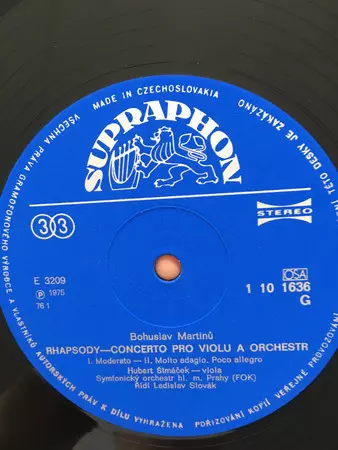 MADE IN CZECHOSLOVAKIA
SUPRAPHON
33
STEREO
E 3209
℗ 1975
76 1
OSA
1 10 1636
G
Bohuslav Martinů
RHAPSODY—CONCERTO PRO VIOLU A ORCHESTR
I. Moderato — II. Molto adagio. Poco allegro
Hubert Šimáček — viola
Symfonický orchestr hl. m. Prahy (FOK)
Řídí Ladislav Slovák
VŠECHNA PRÁVA GRAMOFONOVÉHO VÝROBCE A VLASTNÍKŮ AUTORSKÝCH PRÁV K DÍLU VYHRAZENA
POŘIZOVÁNÍ KOPIÍ VEŘEJNÉ PROVOZOVÁNÍ
TÉTO DESKY JE ZAKÁZÁNO